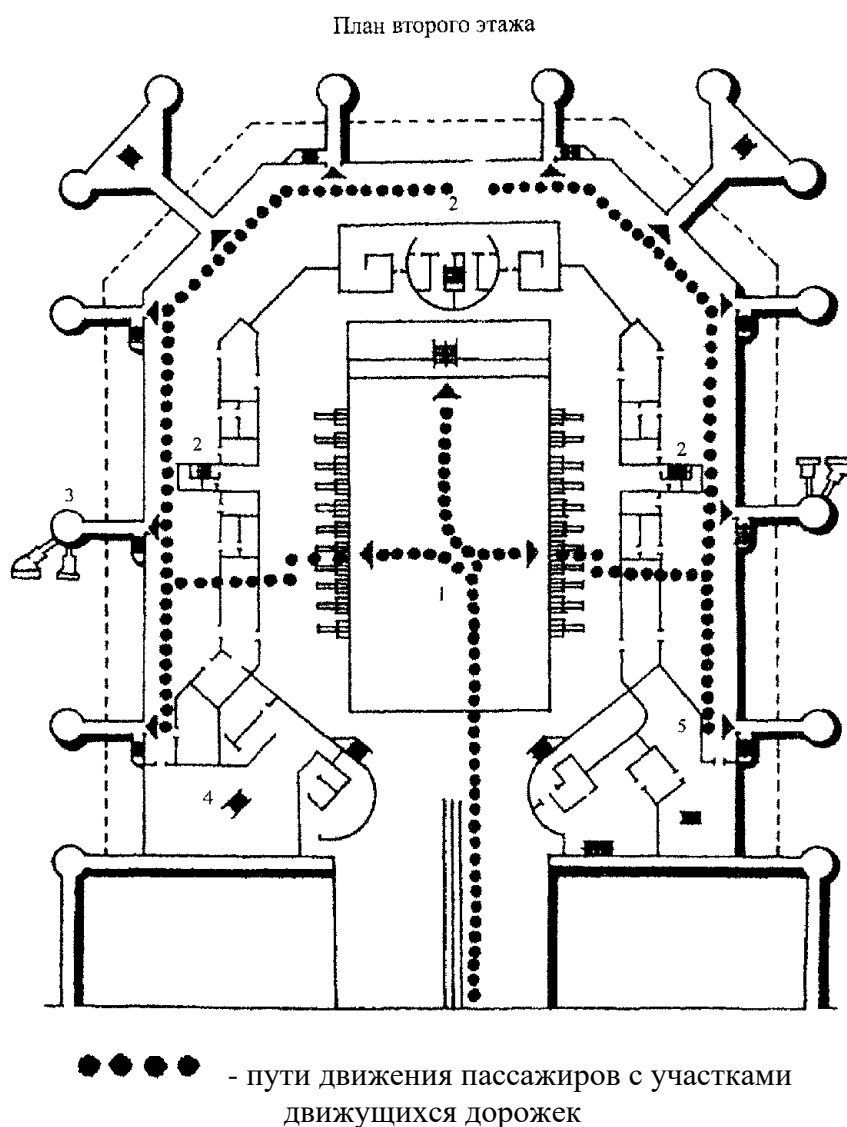 План второго этажа
2
2
2
3
1
5
4
- пути движения пассажиров с участками
движущихся дорожек